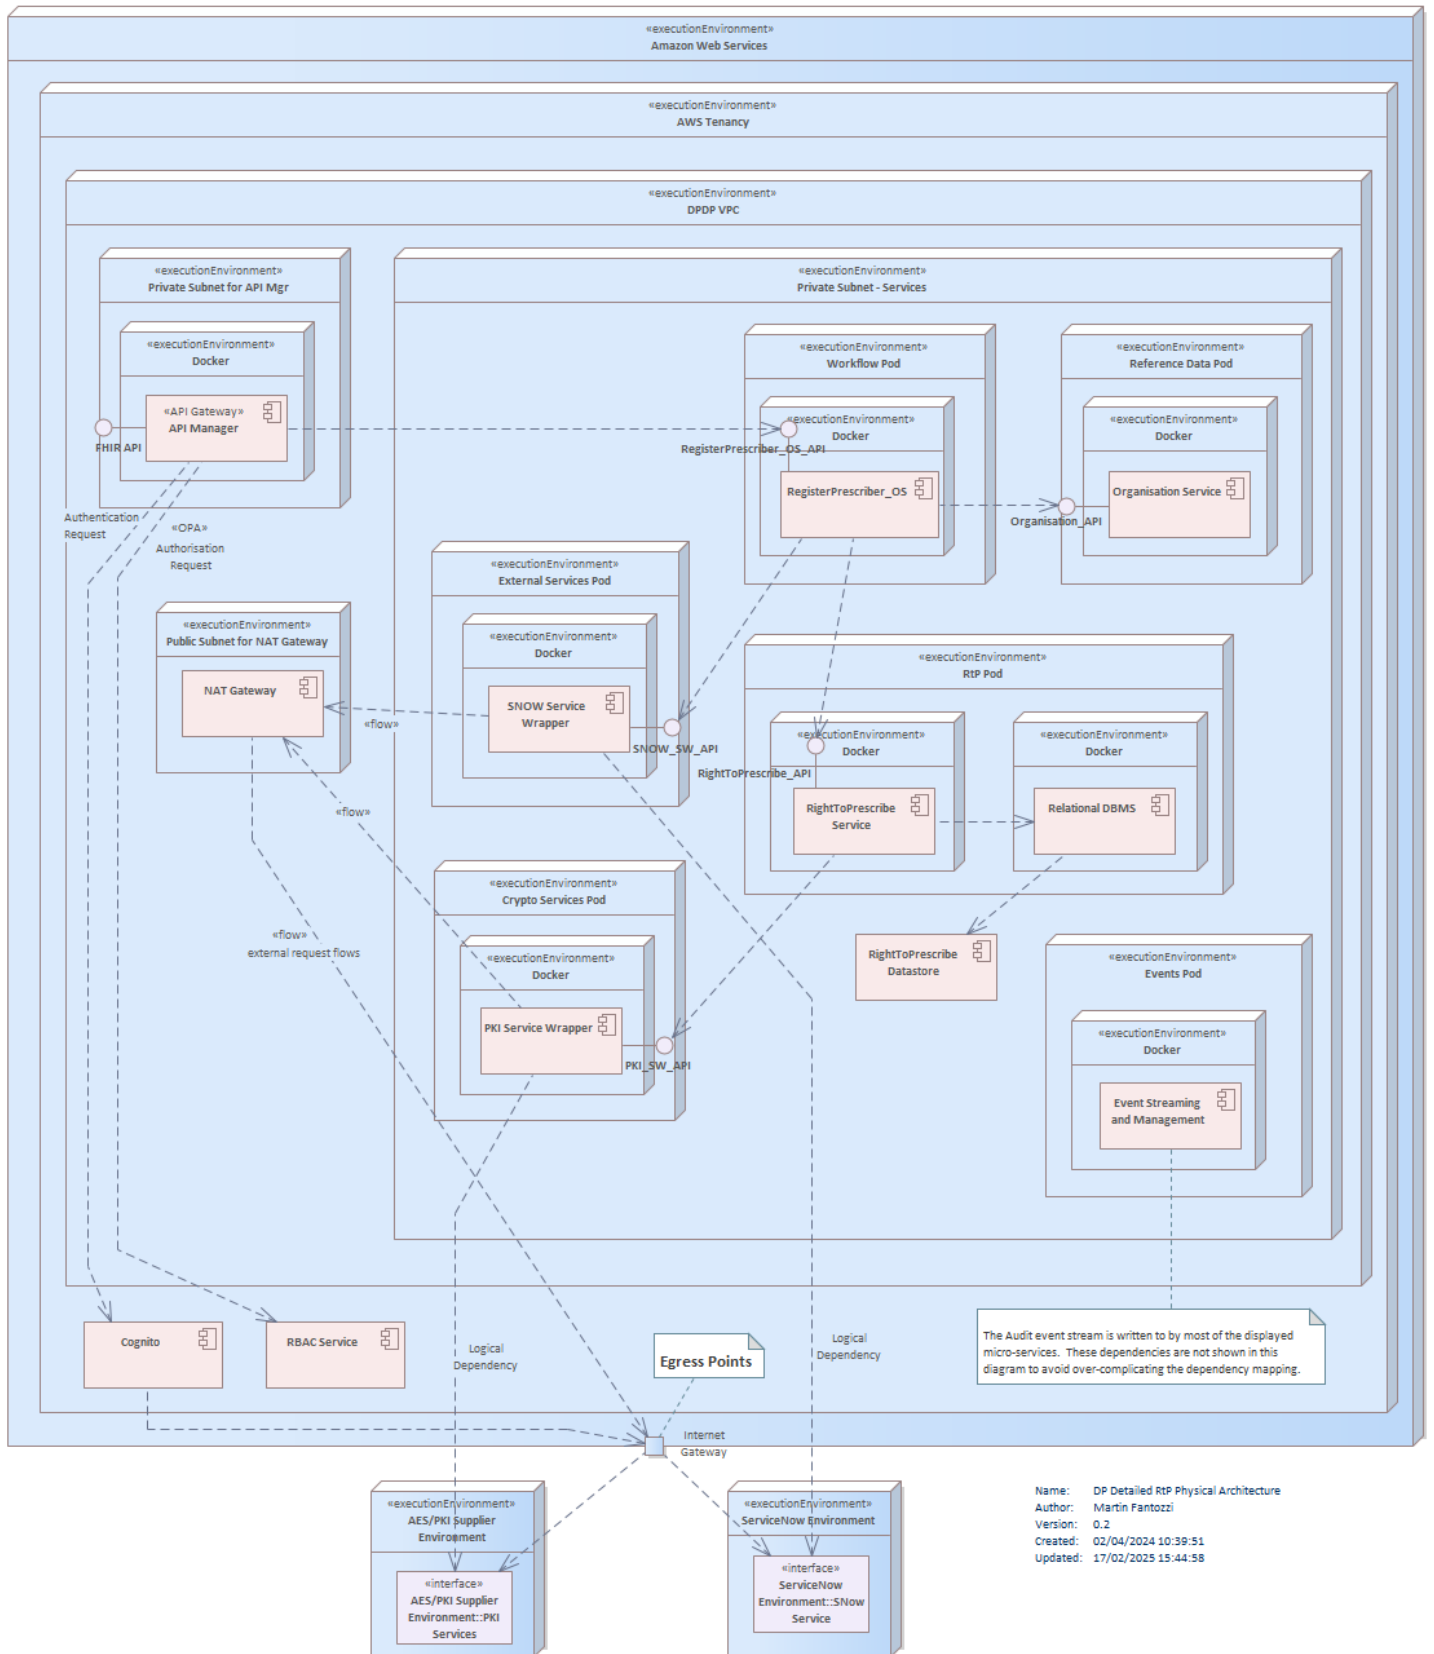 «executionEnvironment»
Amazon Web Services
«executionEnvironment»
AWS Tenancy
«executionEnvironment»
DPDP VPC
«executionEnvironment»
Private Subnet for API Mgr
«executionEnvironment»
Docker
«API Gateway»
API Manager
FHIR API
«executionEnvironment»
Private Subnet - Services
«executionEnvironment»
Workflow Pod
«executionEnvironment»
Docker
RegisterPrescriber_OS_API
RegisterPrescriber_OS
«executionEnvironment»
Reference Data Pod
«executionEnvironment»
Docker
Organisation Service
Organisation_API
Authentication
Request
«OPA»
Authorisation
Request
«executionEnvironment»
External Services Pod
«executionEnvironment»
Docker
SNOW Service
Wrapper
SNOW_SW_API
«executionEnvironment»
Public Subnet for NAT Gateway
NAT Gateway
«flow»
«flow»
«executionEnvironment»
RtP Pod
«executionEnvironment»
Docker
RightToPrescribe_API
RightToPrescribe
Service
«executionEnvironment»
Docker
Relational DBMS
«executionEnvironment»
Crypto Services Pod
«executionEnvironment»
Docker
PKI Service Wrapper
PKI_SW_API
«flow»
external request flows
RightToPrescribe
Datastore
«executionEnvironment»
Events Pod
«executionEnvironment»
Docker
Event Streaming
and Management
Cognito
RBAC Service
Logical
Dependency
Egress Points
Logical
Dependency
The Audit event stream is written to by most of the displayed
micro-services. These dependencies are not shown in this
diagram to avoid over-complicating the dependency mapping.
Internet
Gateway
«executionEnvironment»
AES/PKI Supplier
Environment
«interface»
AES/PKI Supplier
Environment::PKI
Services
«executionEnvironment»
ServiceNow Environment
«interface»
ServiceNow
Environment::SNow
Service
Name: DP Detailed RtP Physical Architecture
Author: Martin Fantozzi
Version: 0.2
Created: 02/04/2024 10:39:51
Updated: 17/02/2025 15:44:58